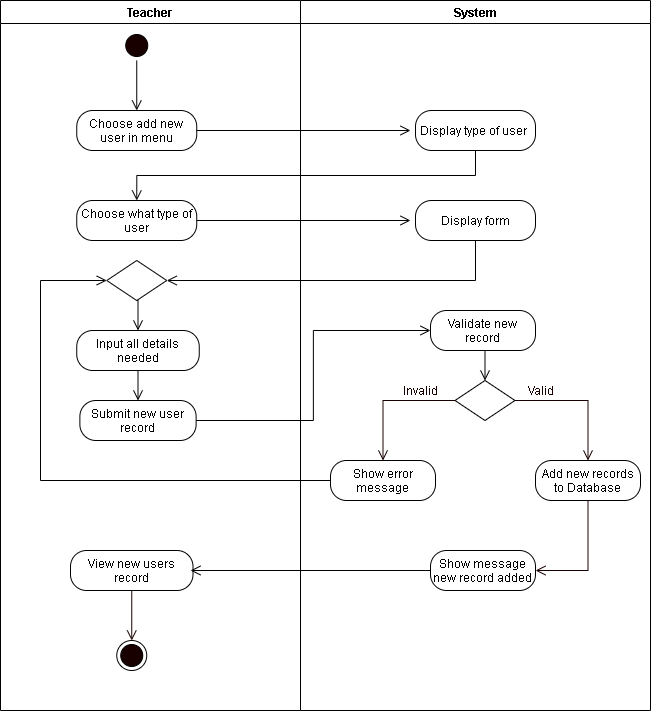 Teacher
System
Choose add new
user in menu
Display type of user
Choose what type of
user
Display form
Input all details
needed
Validate new
record
Submit new user
record
Invalid
Valid
Show error
message
Add new records
to Database
View new users
record
Show message
new record added